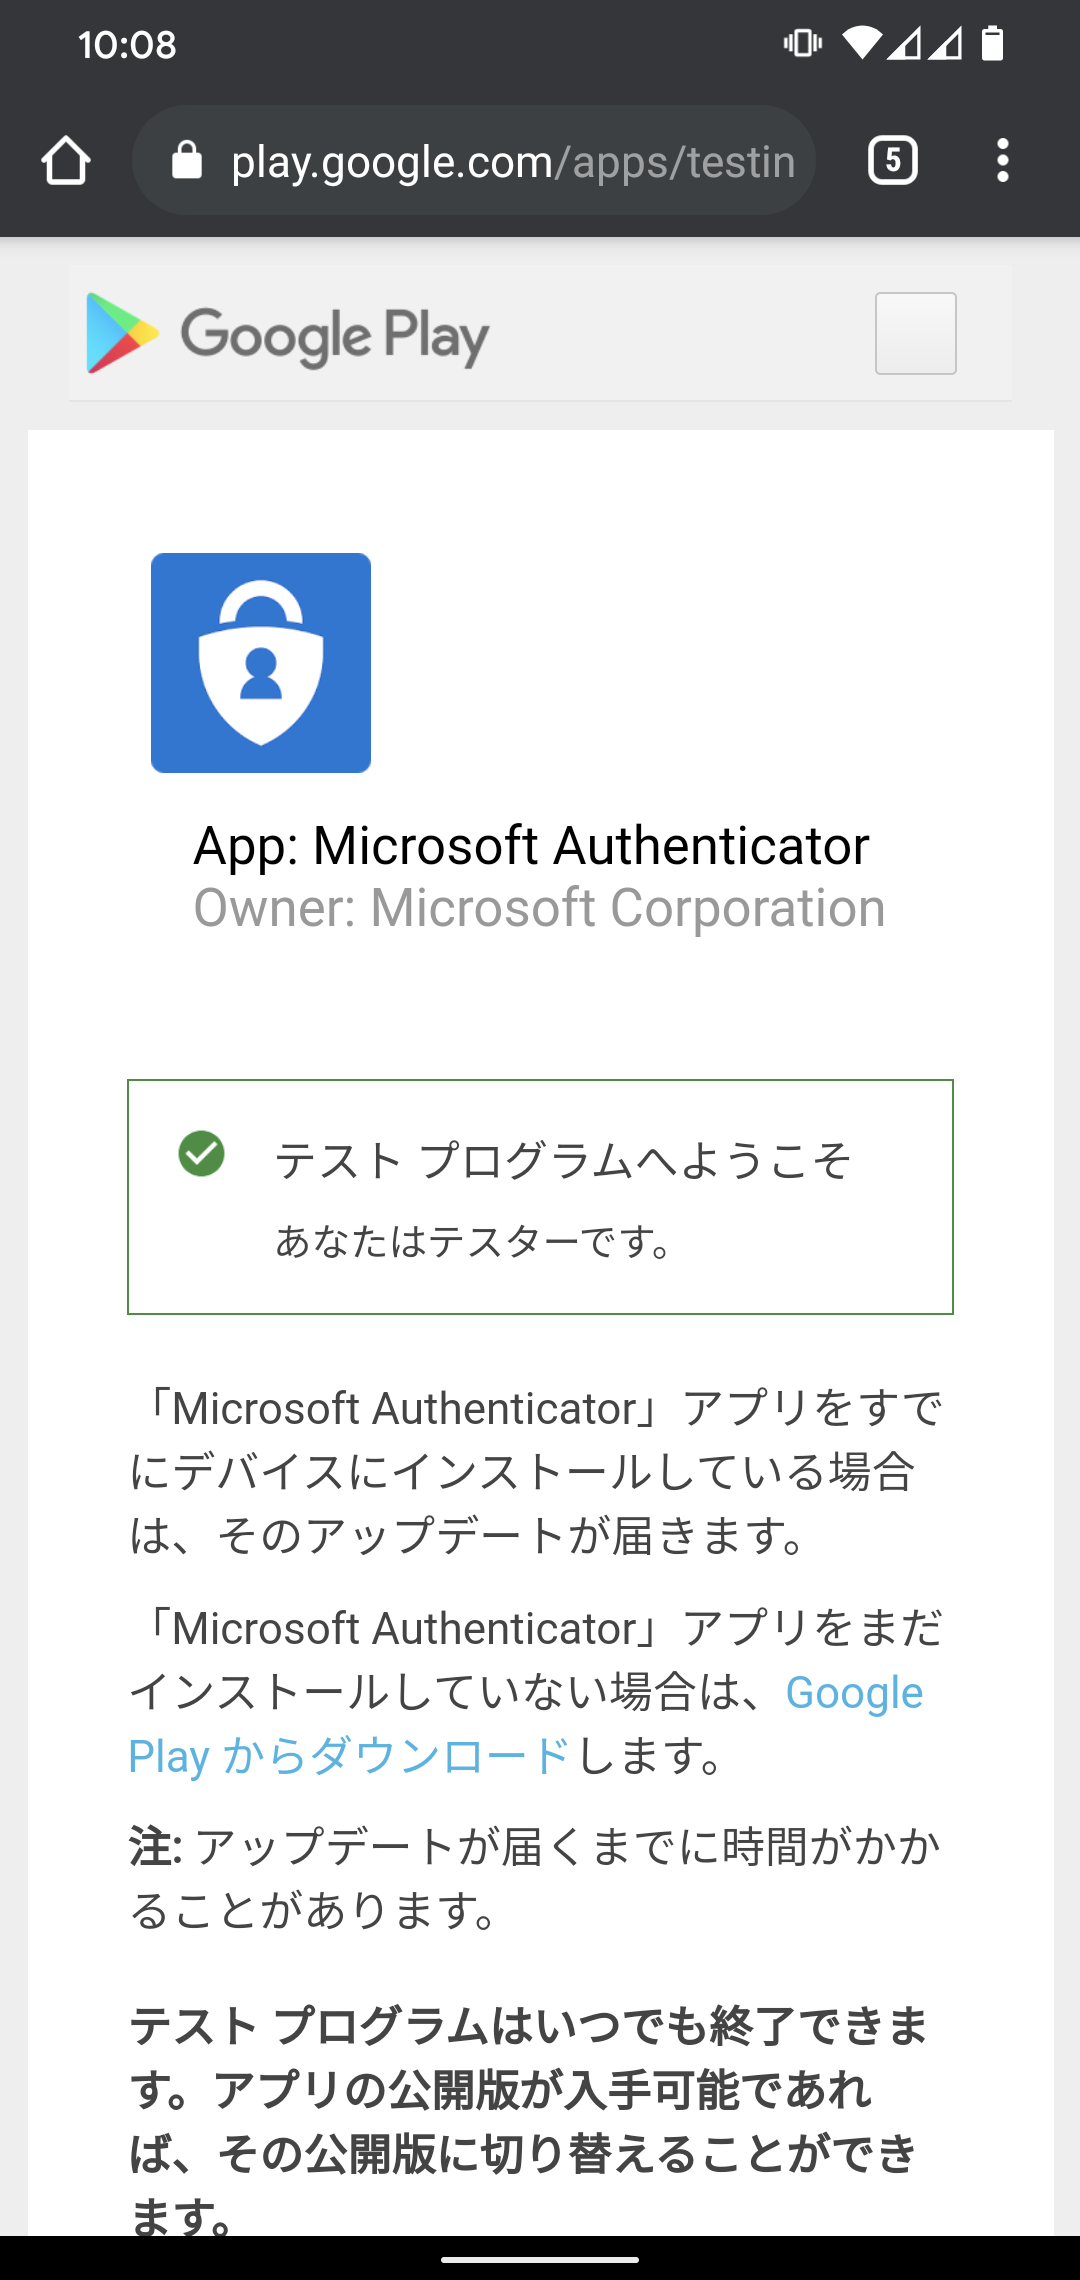 10:08
play.google.com/apps/testin
5
Google Play
App: Microsoft Authenticator
Owner: Microsoft Corporation
テスト プログラムへようこそ
あなたはテスターです。
「Microsoft Authenticator」アプリをすで
にデバイスにインストールしている場合
は、そのアップデートが届きます。
「Microsoft Authenticator」アプリをまだ
インストールしていない場合は、Google
Play からダウンロードします。
注: アップデートが届くまでに時間がかか
ることがあります。
テスト プログラムはいつでも終了できま
す。アプリの公開版が入手可能であれ
ば、その公開版に切り替えることができ
ます。